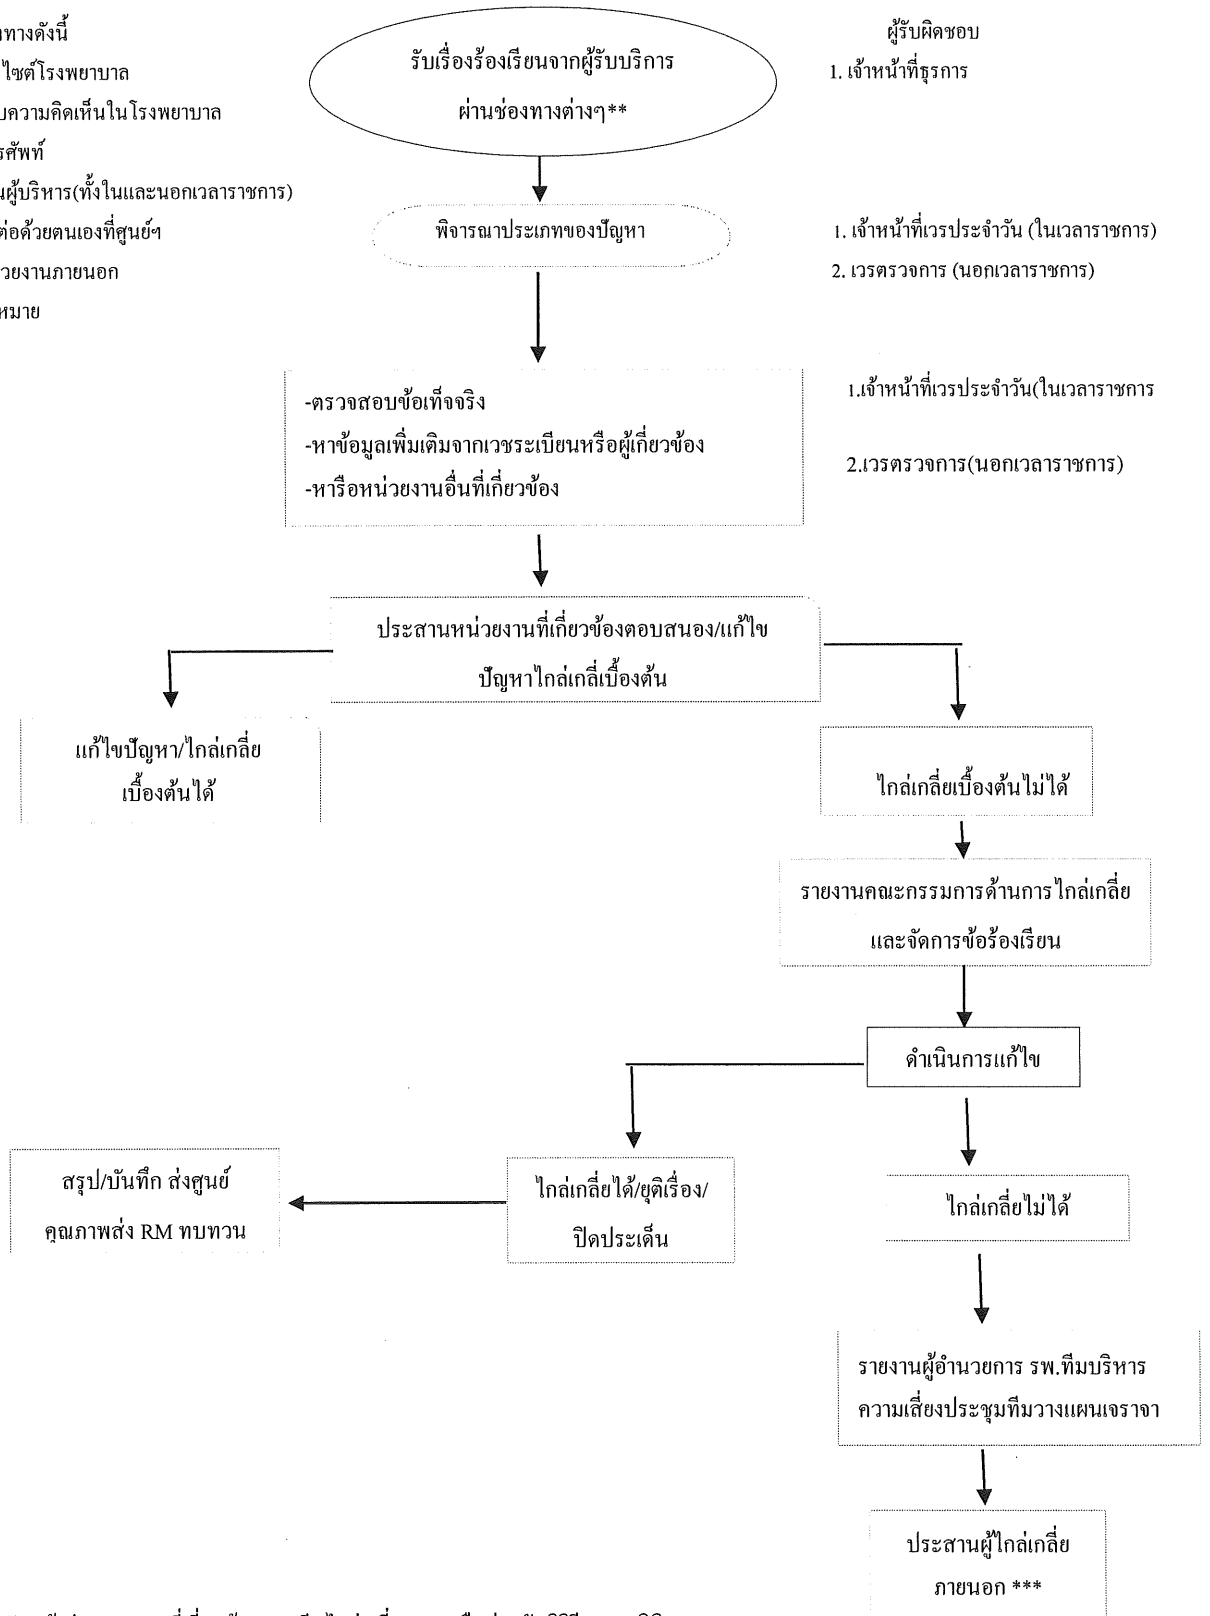 ทางดังนี้
ไซต์โรงพยาบาล
ความคิดเห็นในโรงพยาบาล
ศัพท์
ผู้บริหาร(ทั้งในและนอกเวลาราชการ)
ต่อด้วยตนเองที่ศูนย์ฯ
วยงานภายนอก
หมาย
รับเรื่องร้องเรียนจากผู้รับบริการ
ผ่านช่องทางต่างๆ**
ผู้รับผิดชอบ
1. เจ้าหน้าที่ธุรการ
พิจารณาประเภทของปัญหา
1. เจ้าหน้าที่เวรประจำวัน (ในเวลาราชการ)
2. เวรตรวจการ (นอกเวลาราชการ)
-ตรวจสอบข้อเท็จจริง
-หาข้อมูลเพิ่มเติมจากเวชระเบียนหรือผู้เกี่ยวข้อง
-หารือหน่วยงานอื่นที่เกี่ยวข้อง
1.เจ้าหน้าที่เวรประจำวัน(ในเวลาราชการ
2.เวรตรวจการ(นอกเวลาราชการ)
ประสานหน่วยงานที่เกี่ยวข้องตอบสนอง/แก้ไข
ปัญหาไกล่เกลี่เบื้องต้น
แก้ไขปัญหา/ไกล่เกลี่ย
เบื้องต้นได้
ไกล่เกลี่ยเบื้องต้นไม่ได้
รายงานคณะกรรมการด้านการไกล่เกลี่ย
และจัดการข้อร้องเรียน
ดำเนินการแก้ไข
สรุป/บันทึก ส่งศูนย์
คุณภาพส่ง RM ทบทวน
ไกล่เกลี่ยได้/ยุติเรื่อง/
ปิดประเด็น
ไกล่เกลี่ยไม่ได้
รายงานผู้อำนวยการ รพ.ทีมบริหาร
ความเสี่ยงประชุมทีมวางแผนเจราจา
ประสานผู้ไกล่เกลี่ย
ภายนอก ***